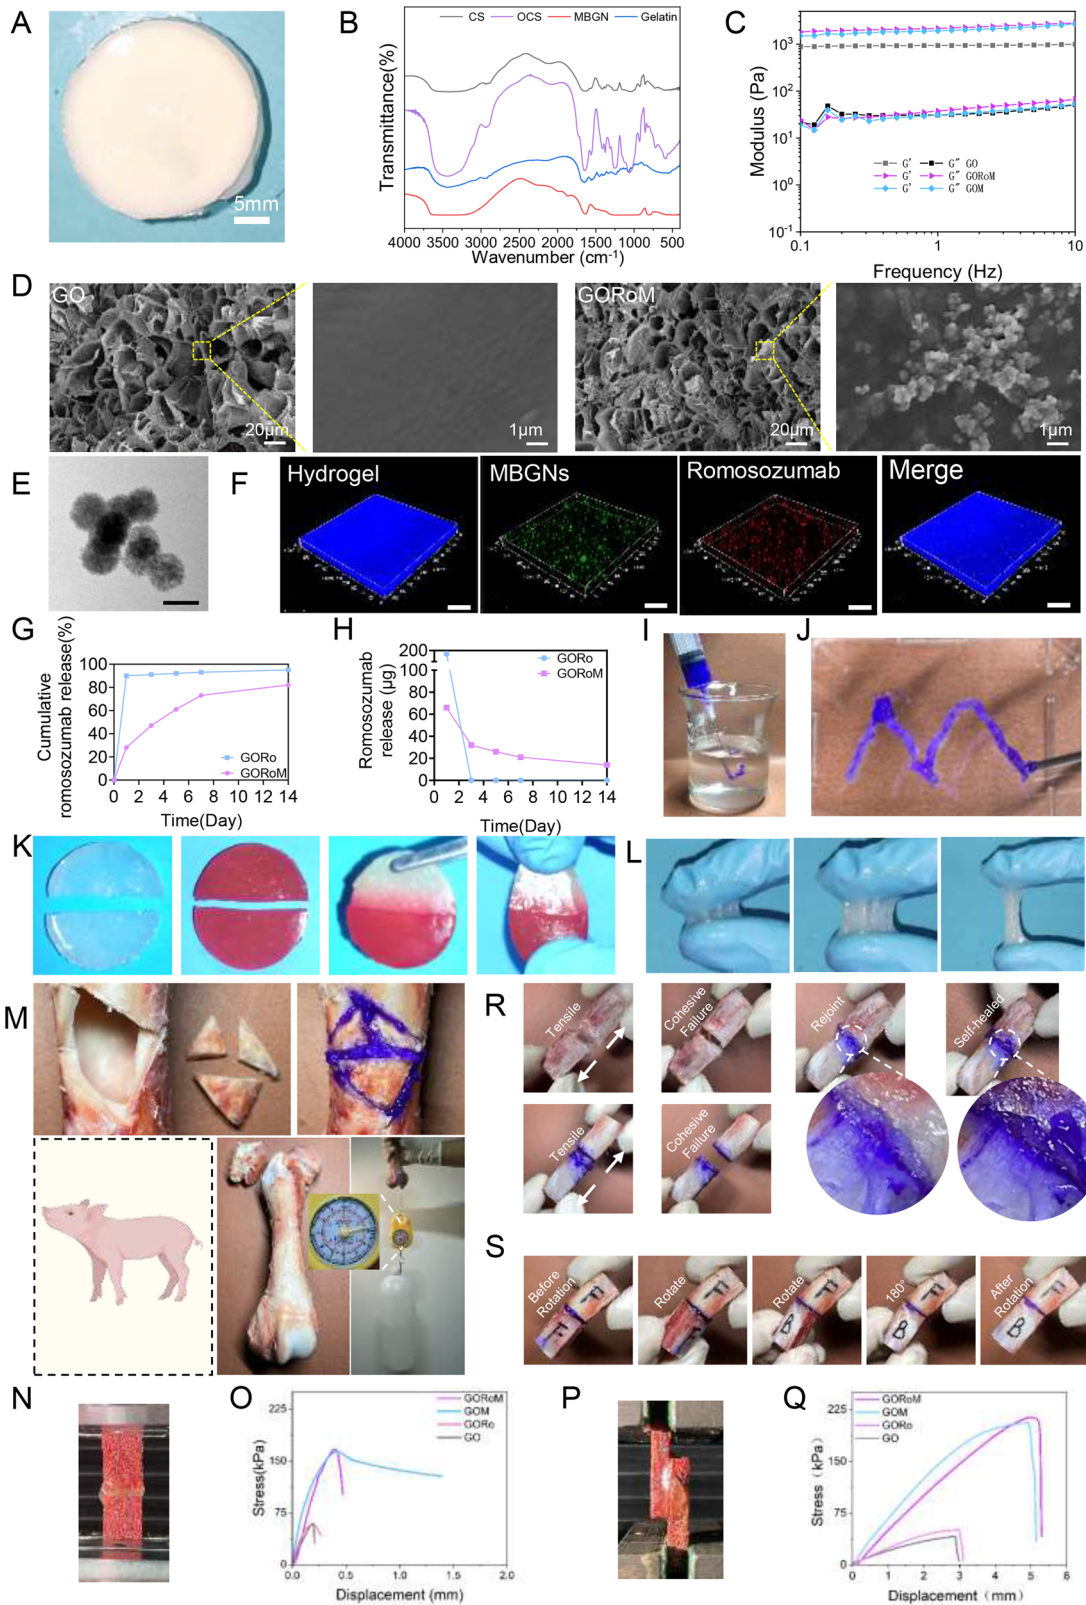 A
5mm
B
CS OCS MBGN Gelatin
Transmittance(%)
4000 3500 3000 2500 2000 1500 1000 500
Wavenumber (cm-1)
C
Modulus (Pa)
10³
10²
10¹
10⁰
10⁻¹
G' G" GO
G' G" GORoM
G' G" GOM
0.1 1 10
Frequency (Hz)
D
GO
20μm
1μm
GORoM
20μm
1μm
E
F
Hydrogel
MBGNs
Romosozumab
Merge
G
Cumulative
romosozumab release(%)
100
80
60
40
20
0
GORo
GORoM
0 2 4 6 8 10 12 14
Time(Day)
H
Romosozumab
release (μg)
200
100
80
60
40
20
0
GORo
GORoM
0 2 4 6 8 10 12 14
Time(Day)
I
J
K
L
M
R
Tensile
Cohesive
Failure
Rejoint
Self-healed
Tensile
Cohesive
Failure
S
Before
Rotation
F F
Rotate
F
Rotate
B F
180°
B F
After
Rotation
B F
N
O
Stress(kPa)
225
150
75
0
GORoM
GOM
GORo
GO
0.0 0.5 1.0 1.5 2.0
Displacement (mm)
P
Q
Stress (kPa)
225
150
75
0
GORoM
GOM
GORo
GO
0 1 2 3 4 5 6
Displacement (mm)